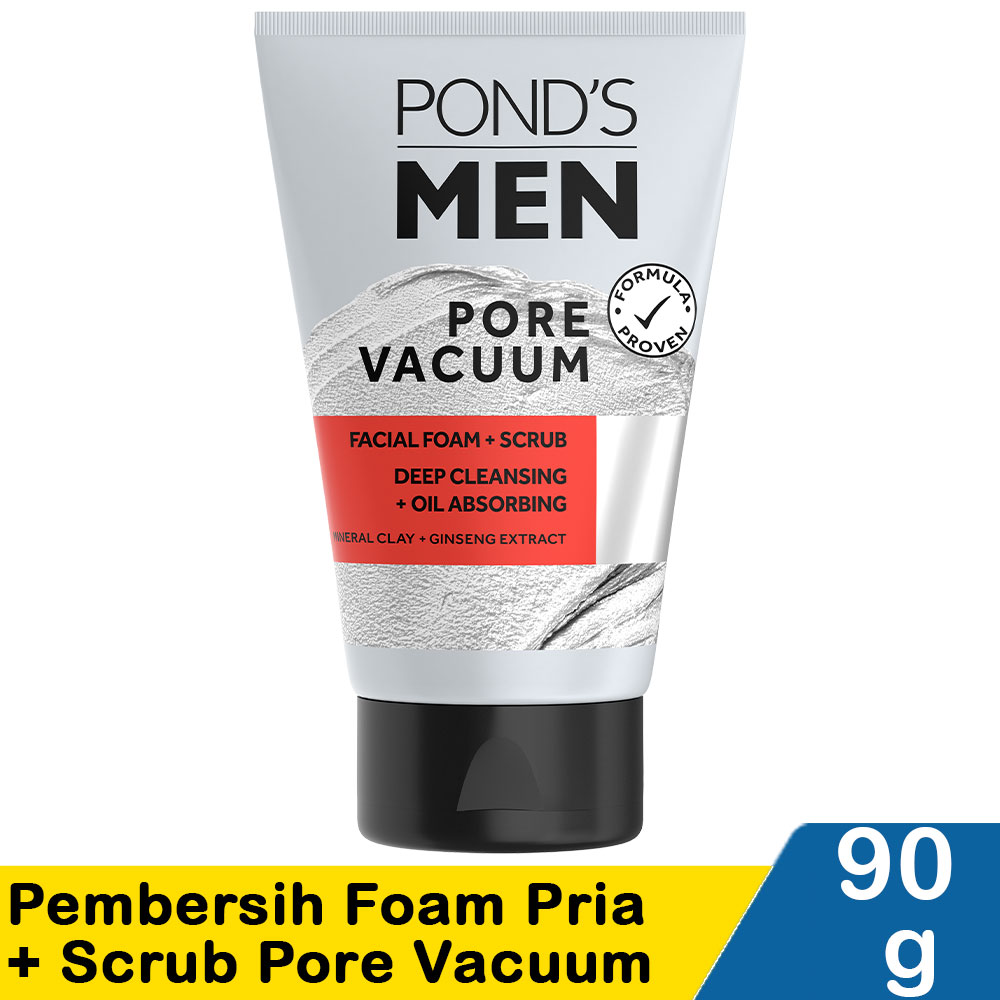 POND'S
MEN
FORMULA
PROVEN
PORE
VACUUM
FACIAL FOAM + SCRUB
DEEP CLEANSING
+ OIL ABSORBING
MINERAL CLAY + GINSENG EXTRACT
90
g
Pembersih Foam Pria
+ Scrub Pore Vacuum